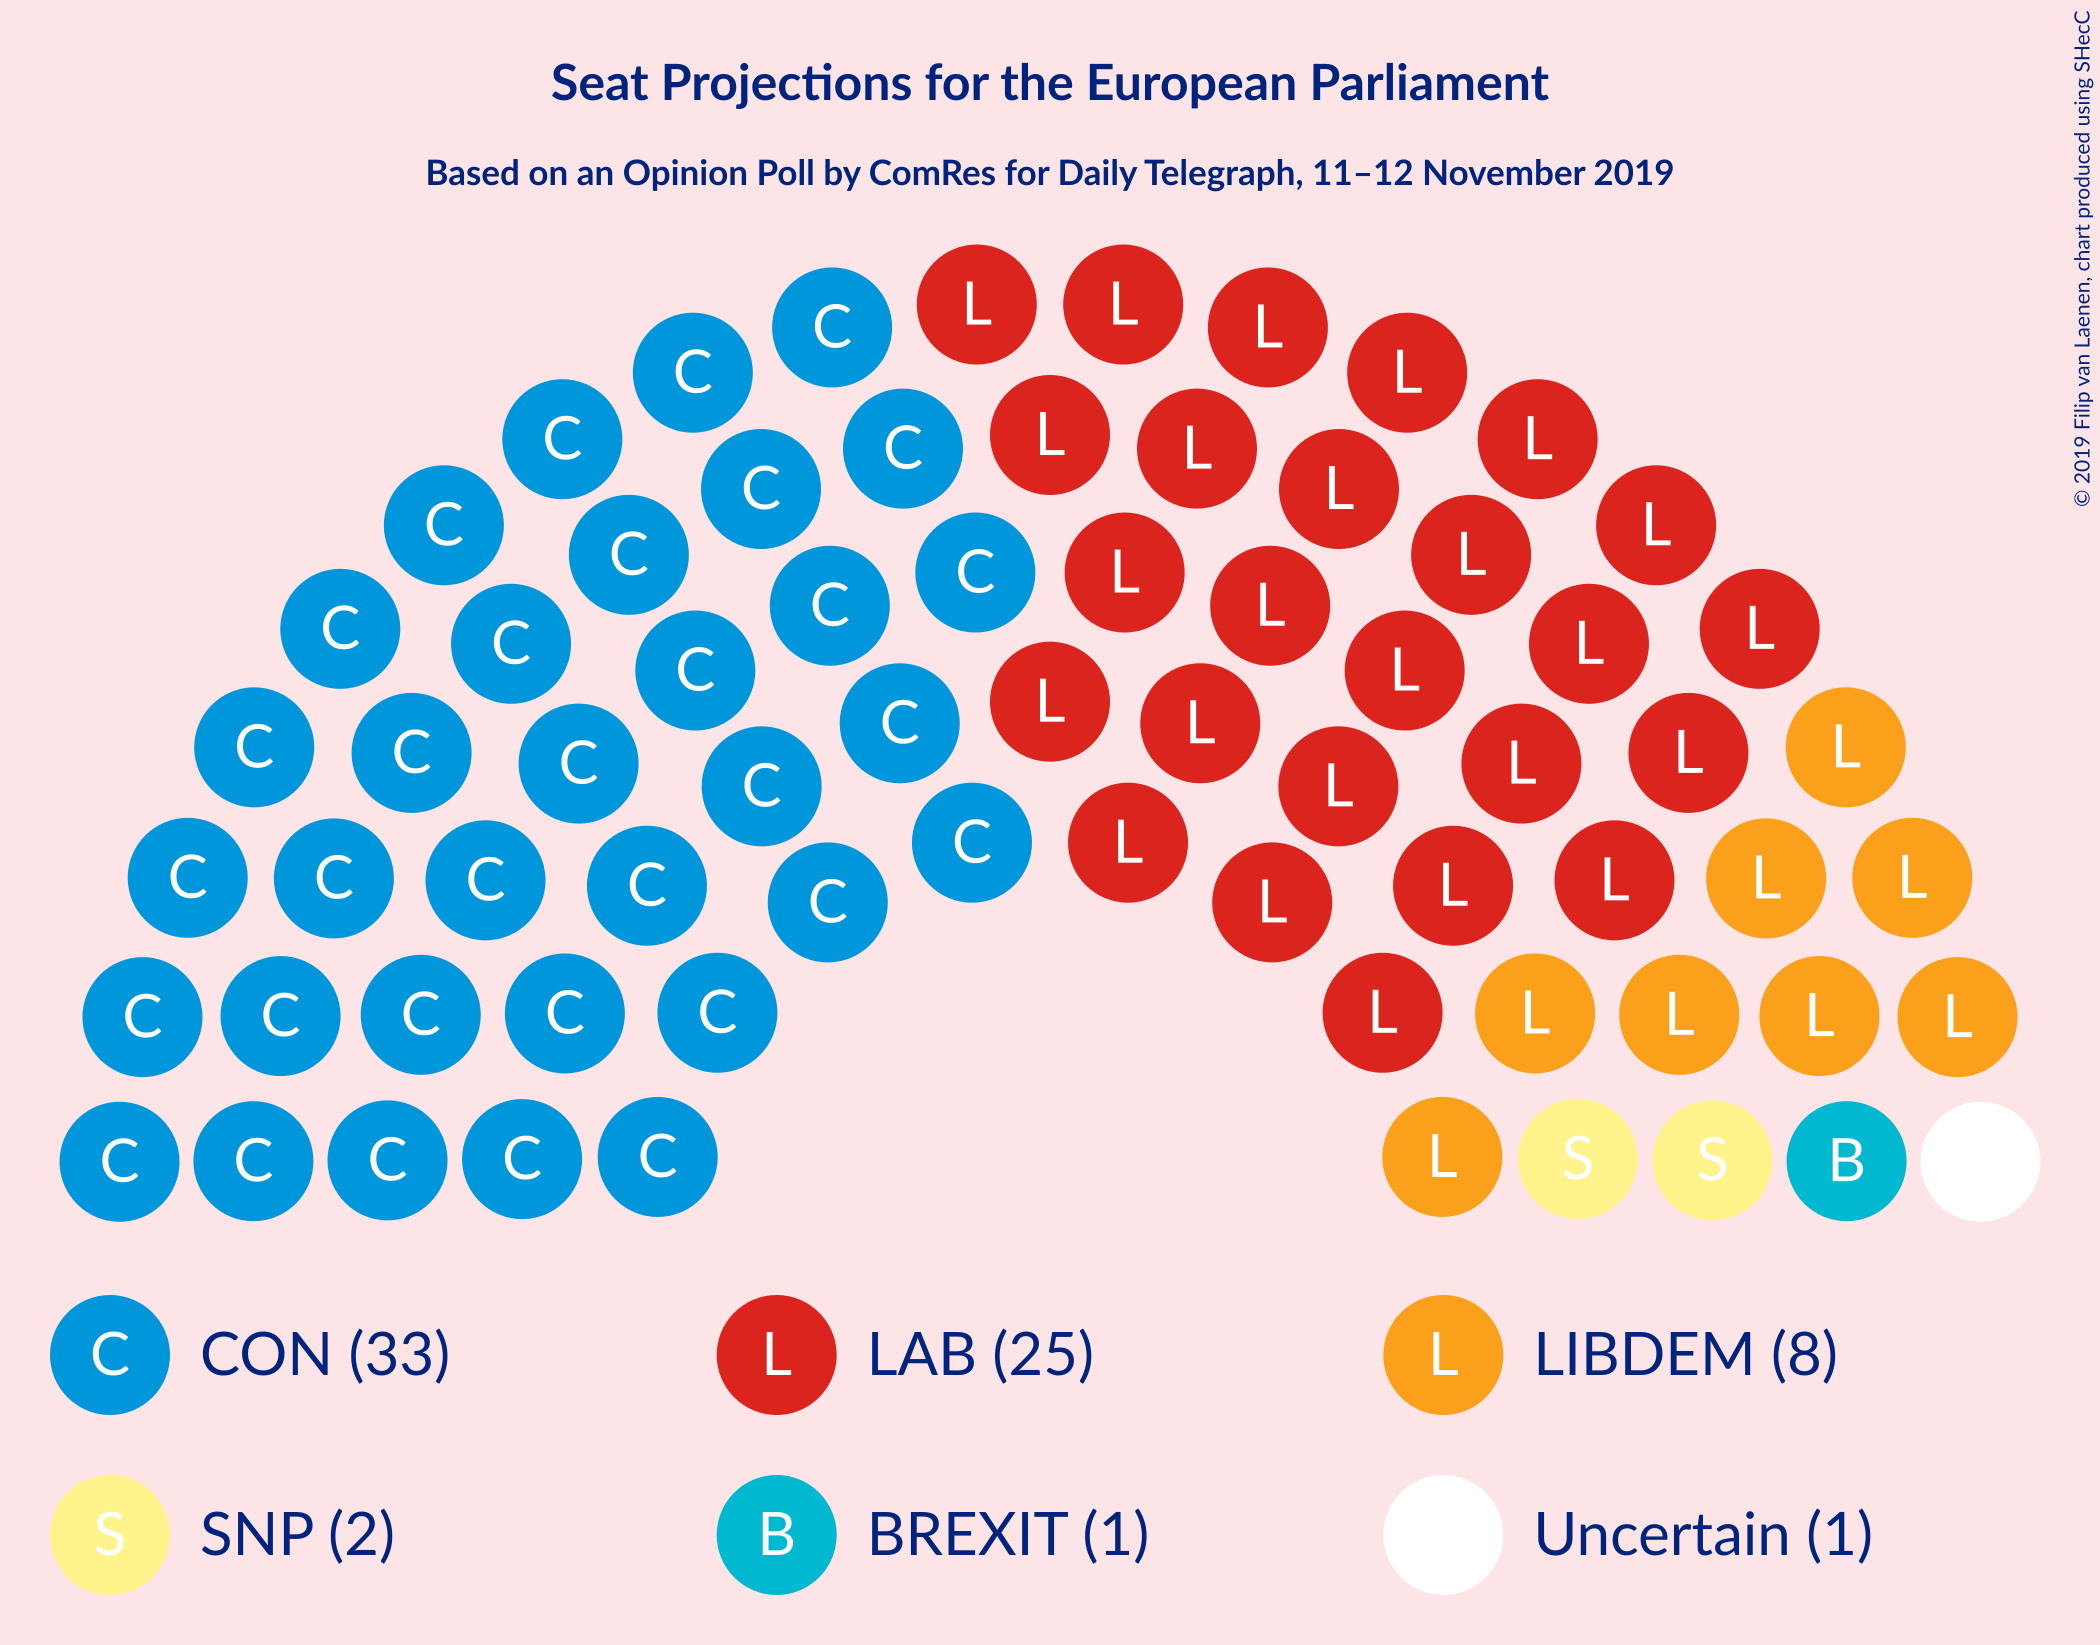 Seat Projections for the European Parliament
Based on an Opinion Poll by ComRes for Daily Telegraph, 11–12 November 2019
© 2019 Filip van Laenen, chart produced using SHecC
C L L L
C L
C L L L L
C C L
C C L L L
C C L
C C L L L
C C C L L L
C C C L L L
C C L L
C C C C C L L L L L
C L
C C C C C L L L L L
C C C C C L S S B
C CON (33) L LAB (25) L LIBDEM (8)
S SNP (2) B BREXIT (1) Uncertain (1)